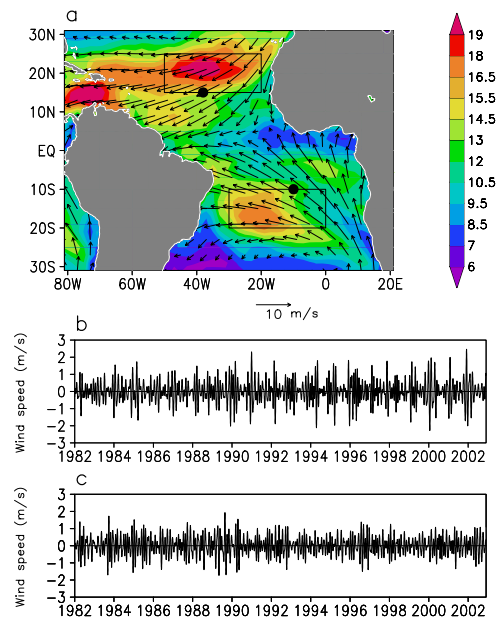 a
30N
20N
10N
EQ
10S
20S
30S
80W 60W 40W 20W 0 20E
10 m/s
19
18
16
15.5
14.5
13.5
12
10.5
9.5
8.5
7
6
b
Wind speed (m/s)
3
2
1
0
−1
−2
−3
1982 1984 1986 1988 1990 1992 1994 1996 1998 2000 2002
c
Wind speed (m/s)
3
2
1
0
−1
−2
−3
1982 1984 1986 1988 1990 1992 1994 1996 1998 2000 2002